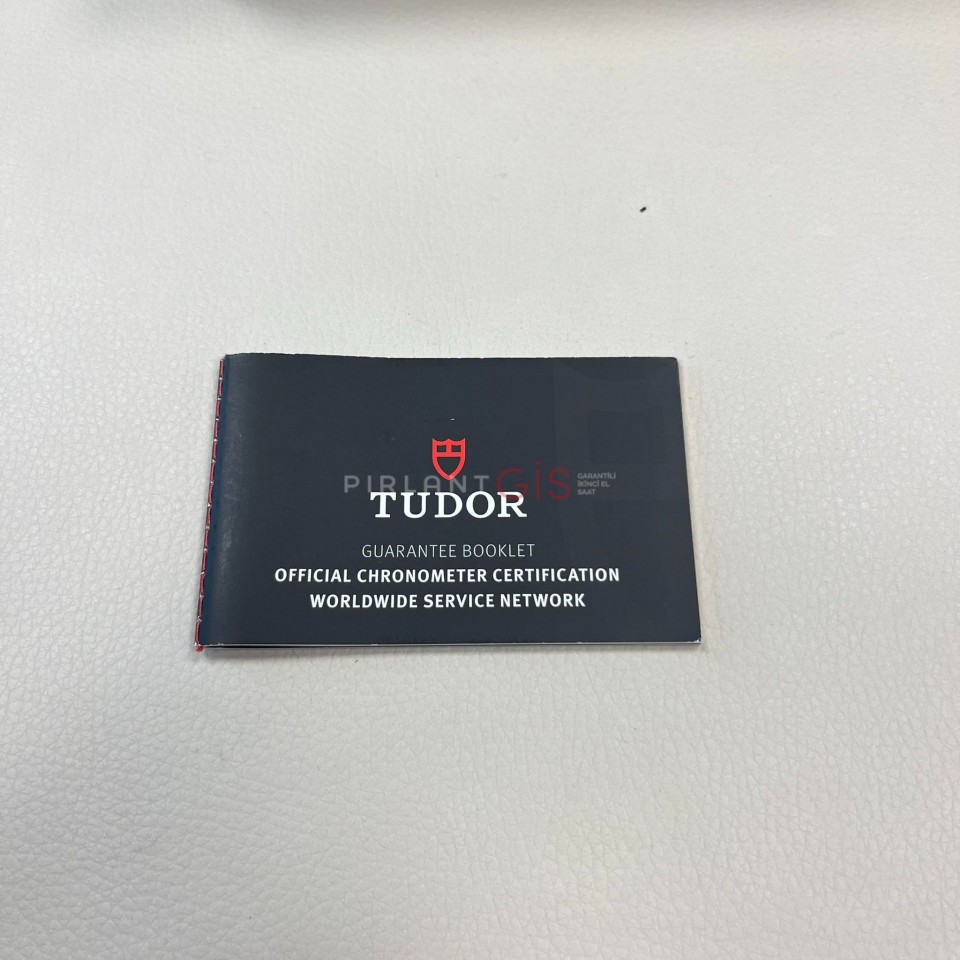 PIRLANTGİS
GARANTİLİ
İKİNCİ EL
SAAT
TUDOR
GUARANTEE BOOKLET
OFFICIAL CHRONOMETER CERTIFICATION
WORLDWIDE SERVICE NETWORK